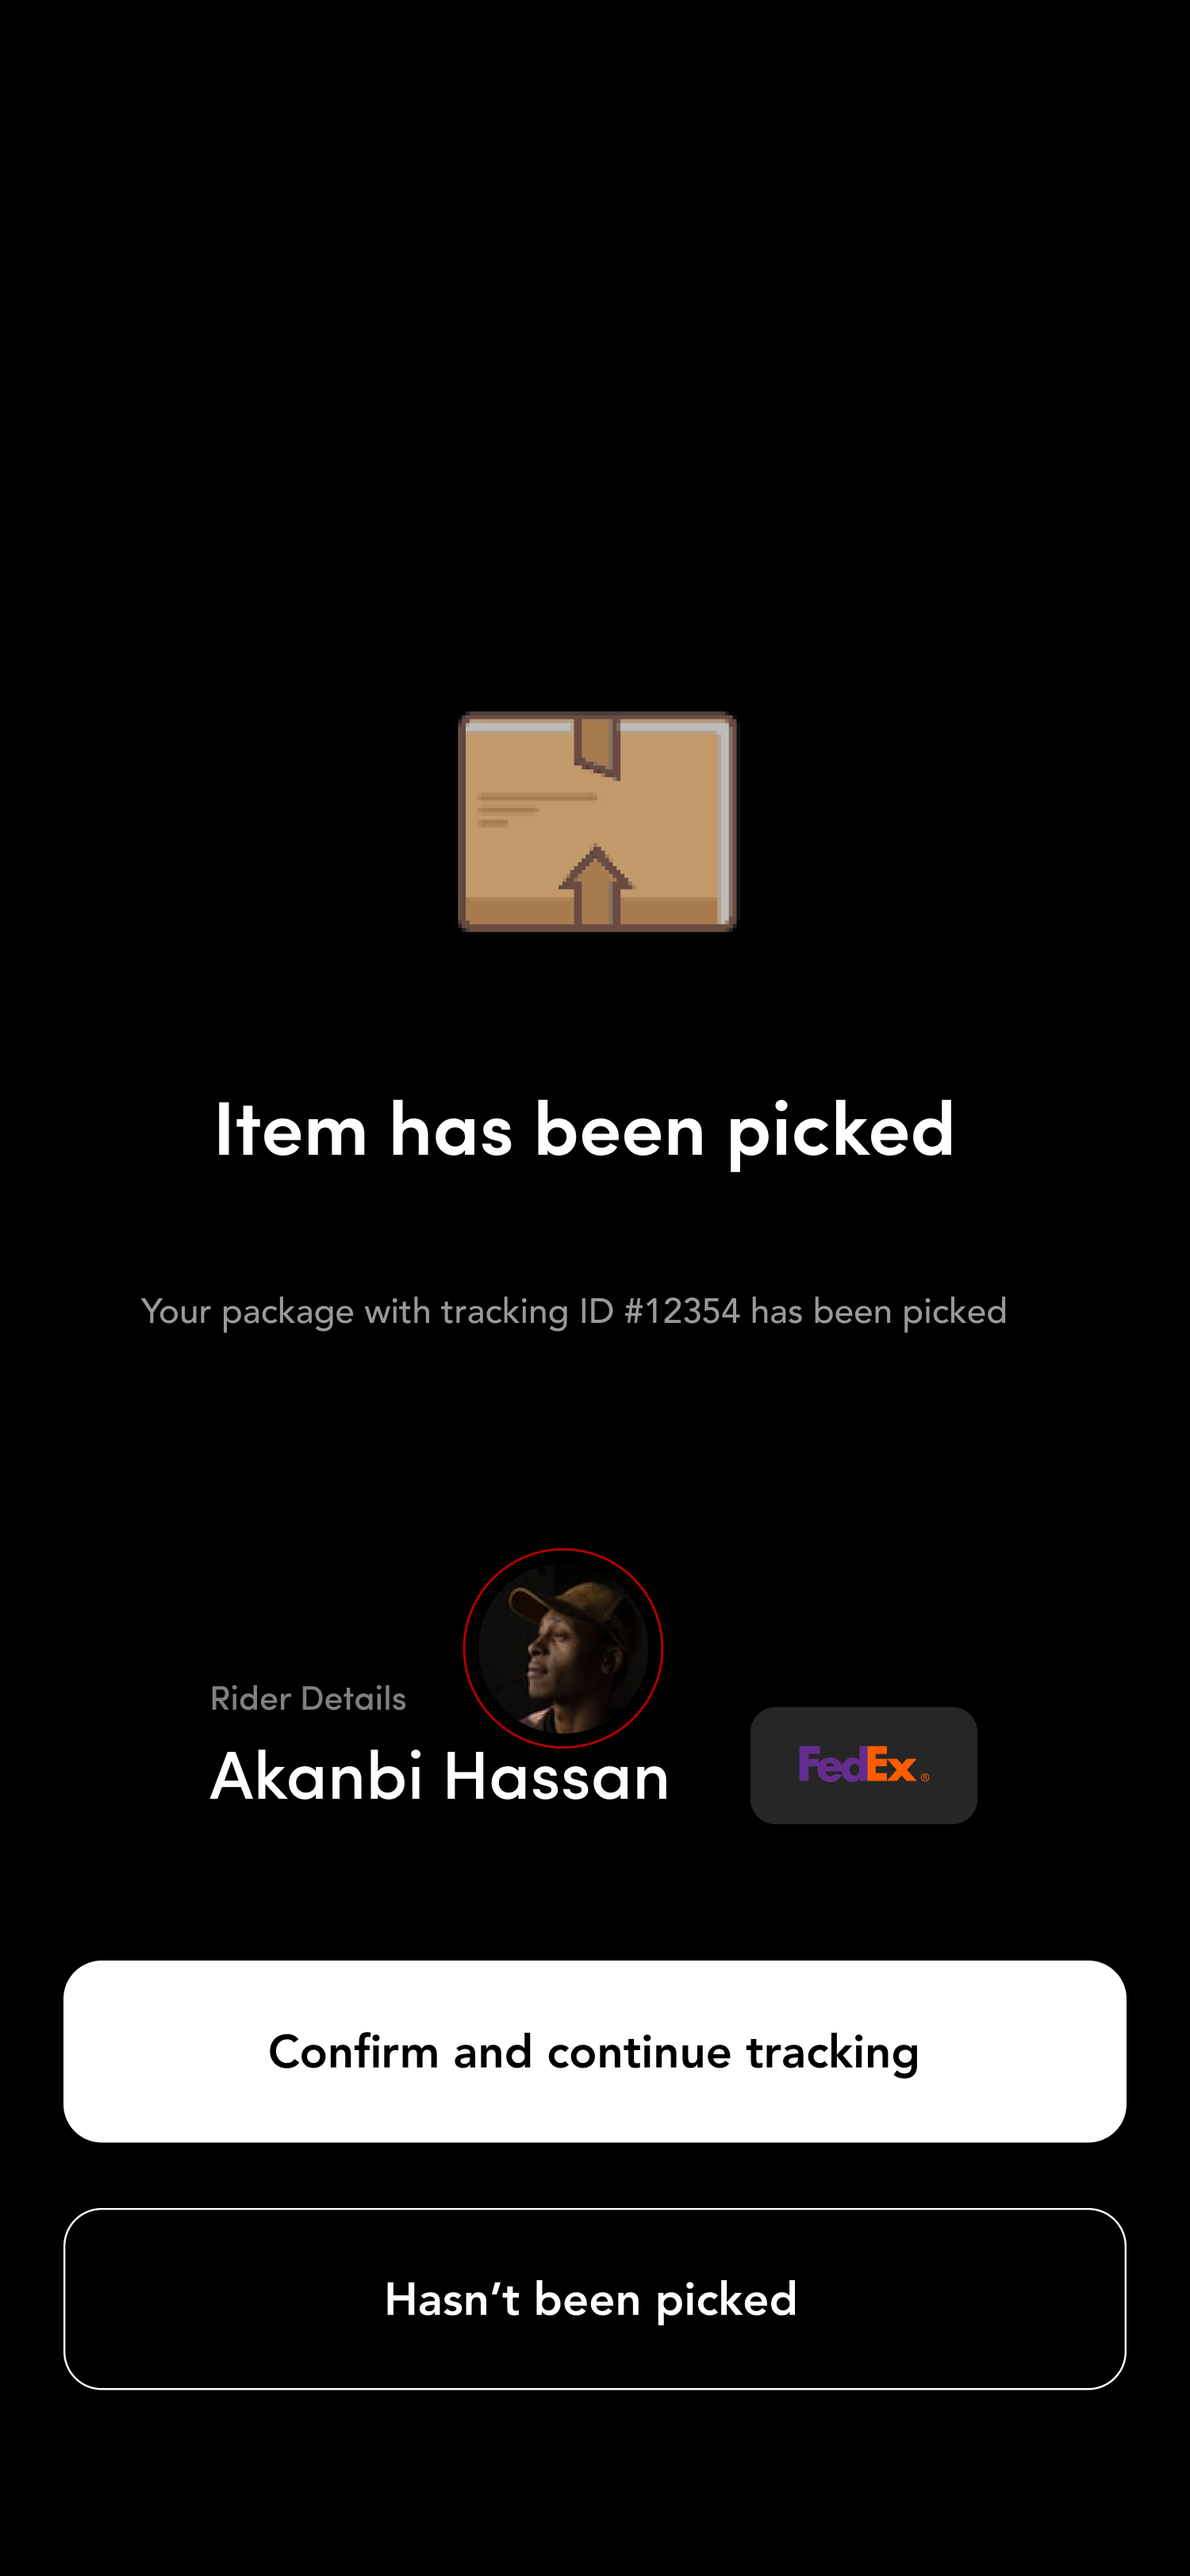 Item has been picked
Your package with tracking ID #12354 has been picked
Rider Details
Akanbi Hassan
FedEx®
Confirm and continue tracking
Hasn’t been picked